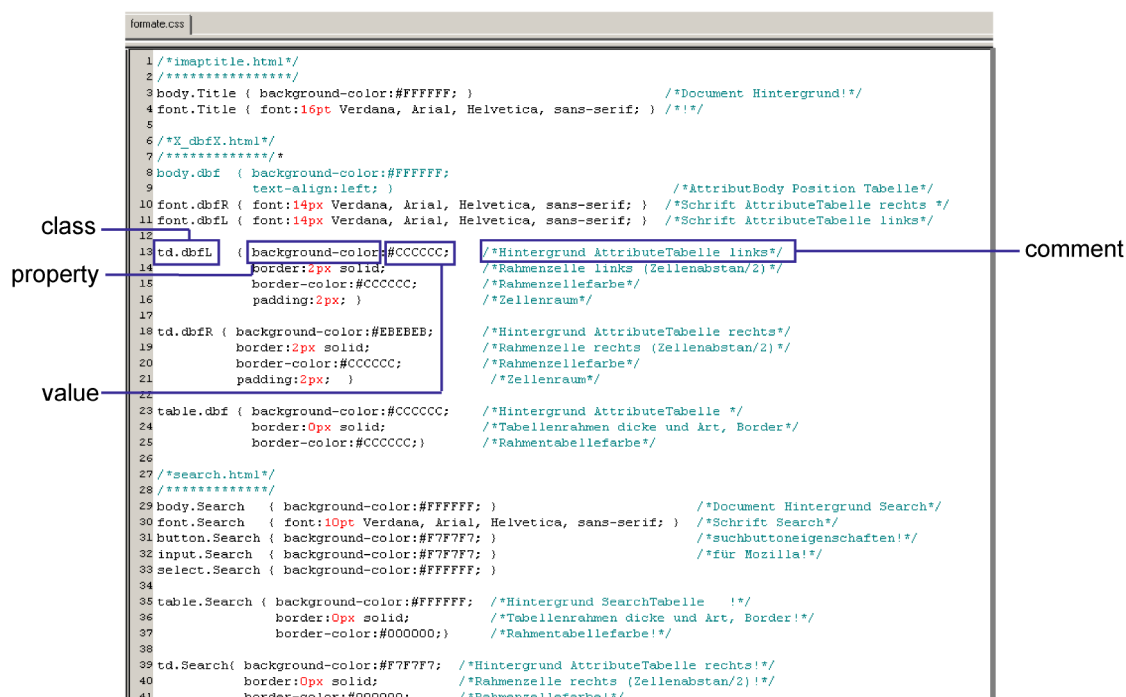 formate.css
1 /*imaptitle.html*/
2 /****************/
3 body.Title { background-color:#FFFFFF; } /*Document Hintergrund!*/
4 font.Title { font:16pt Verdana, Arial, Helvetica, sans-serif; } /*!*/
5
6 /*X_dbfX.html*/
7 /*************/*
8 body.dbf { background-color:#FFFFFF;
9 text-align:left; } /*AttributBody Position Tabelle*/
10 font.dbfR { font:14px Verdana, Arial, Helvetica, sans-serif; } /*Schrift AttributeTabelle rechts */
11 font.dbfL { font:14px Verdana, Arial, Helvetica, sans-serif; } /*Schrift AttributeTabelle links*/
class
12
13 td.dbfL { background-color:#CCCCCC; /*Hintergrund AttributeTabelle links*/
comment
property
14 border:2px solid; /*Rahmenzelle links (Zellenabstan/2)*/
15 border-color:#CCCCCC; /*Rahmenzellefarbe*/
16 padding:2px; } /*Zellenraum*/
17
18 td.dbfR { background-color:#EBEBEB; /*Hintergrund AttributeTabelle rechts*/
19 border:2px solid; /*Rahmenzelle rechts (Zellenabstan/2)*/
20 border-color:#CCCCCC; /*Rahmenzellefarbe*/
21 padding:2px; } /*Zellenraum*/
value
22
23 table.dbf { background-color:#CCCCCC; /*Hintergrund AttributeTabelle */
24 border:0px solid; /*Tabellenrahmen dicke und Art, Border*/
25 border-color:#CCCCCC;} /*Rahmentabellefarbe*/
26
27 /*search.html*/
28 /*************/
29 body.Search { background-color:#FFFFFF; } /*Document Hintergrund Search*/
30 font.Search { font:10pt Verdana, Arial, Helvetica, sans-serif; } /*Schrift Search*/
31 button.Search { background-color:#F7F7F7; } /*suchbuttoneigenschaften!*/
32 input.Search { background-color:#F7F7F7; } /*für Mozilla!*/
33 select.Search { background-color:#FFFFFF; }
34
35 table.Search { background-color:#FFFFFF; /*Hintergrund SearchTabelle !*/
36 border:0px solid; /*Tabellenrahmen dicke und Art, Border!*/
37 border-color:#000000;} /*Rahmentabellefarbe!*/
38
39 td.Search{ background-color:#F7F7F7; /*Hintergrund AttributeTabelle rechts!*/
40 border:0px solid; /*Rahmenzelle rechts (Zellenabstan/2)!*/
41 border-color:#000000; /*Rahmenzellefarbe!*/